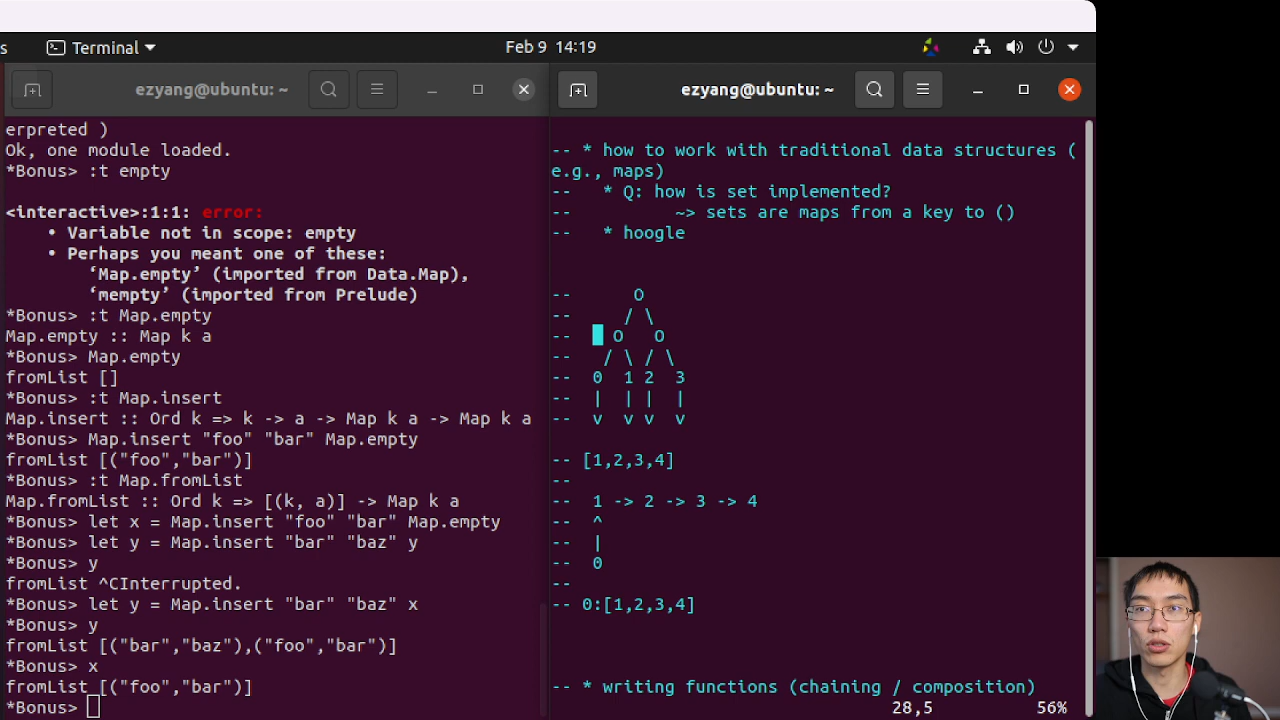 s Terminal Feb 9 14:19
ezyang@ubuntu: ~
erpreted )
Ok, one module loaded.
*Bonus> :t empty
<interactive>:1:1: error:
• Variable not in scope: empty
• Perhaps you meant one of these:
‘Map.empty’ (imported from Data.Map),
‘mempty’ (imported from Prelude)
*Bonus> :t Map.empty
Map.empty :: Map k a
*Bonus> Map.empty
fromList []
*Bonus> :t Map.insert
Map.insert :: Ord k => k -> a -> Map k a -> Map k a
*Bonus> Map.insert "foo" "bar" Map.empty
fromList [("foo","bar")]
*Bonus> :t Map.fromList
Map.fromList :: Ord k => [(k, a)] -> Map k a
*Bonus> let x = Map.insert "foo" "bar" Map.empty
*Bonus> let y = Map.insert "bar" "baz" y
*Bonus> y
fromList ^CInterrupted.
*Bonus> let y = Map.insert "bar" "baz" x
*Bonus> y
fromList [("bar","baz"),("foo","bar")]
*Bonus> x
fromList [("foo","bar")]
*Bonus>
ezyang@ubuntu: ~
-- * how to work with traditional data structures (
e.g., maps)
--   * Q: how is set implemented?
--          ~> sets are maps from a key to ()
--   * hoogle
--      O
--     / \
--    O   O
--   / \ / \
--  0  1 2  3
--  |  | |  |
--  v  v v  v
-- [1,2,3,4]
--
--  1 -> 2 -> 3 -> 4
--  ^
--  |
--  0
--
-- 0:[1,2,3,4]
-- * writing functions (chaining / composition)
28,5 56%